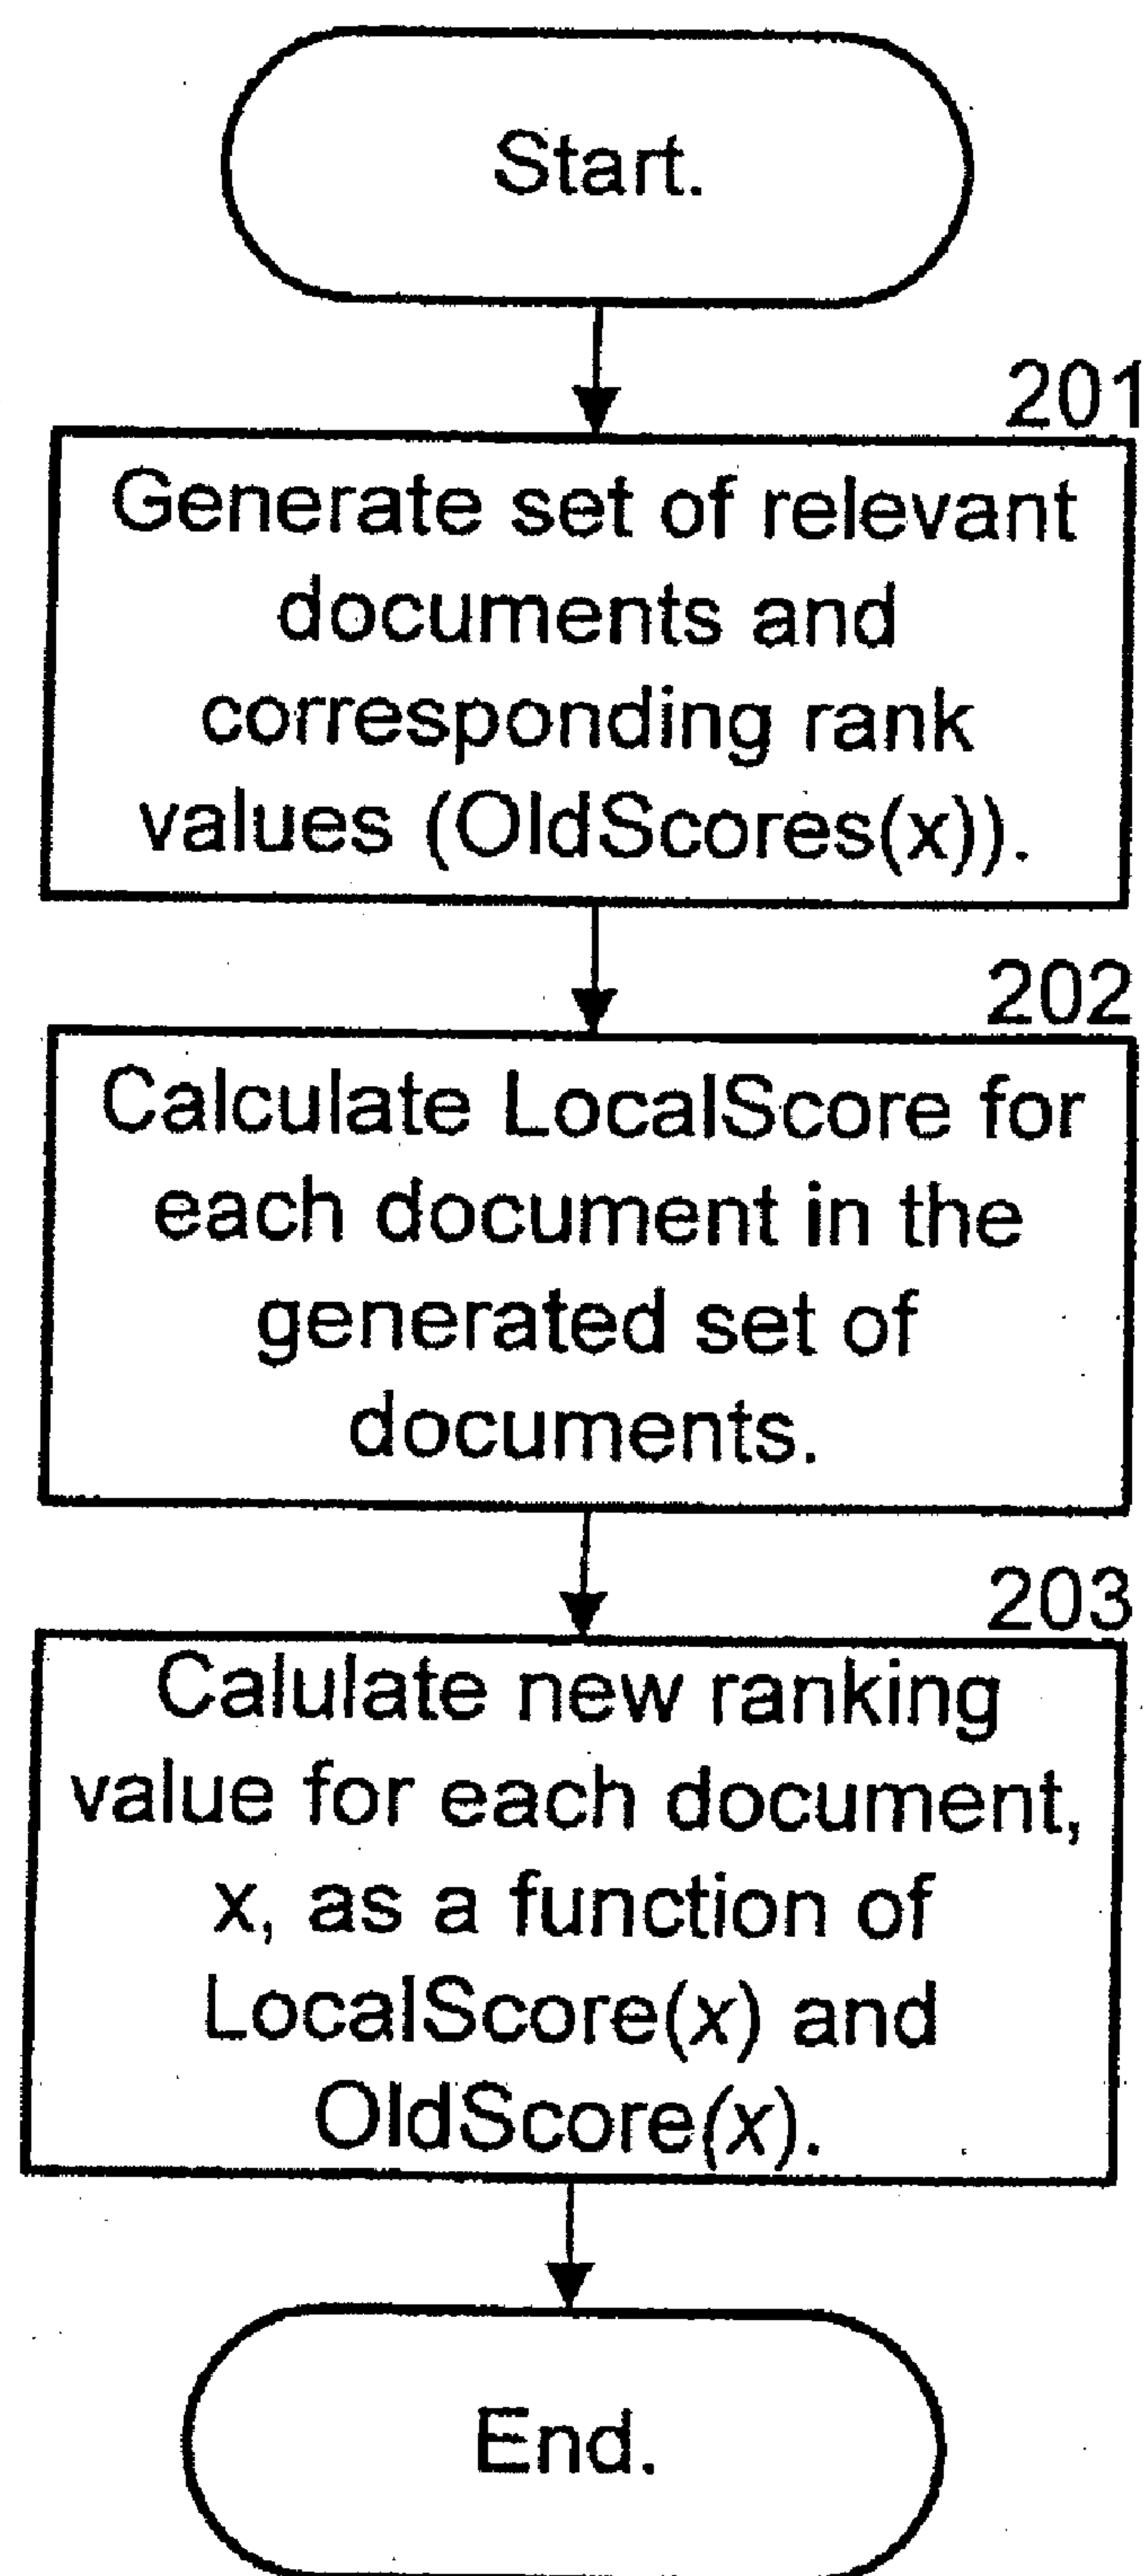 Start.
201
Generate set of relevant
documents and
corresponding rank
values (OldScores(x)).
202
Calculate LocalScore for
each document in the
generated set of
documents.
203
Calulate new ranking
value for each document,
x, as a function of
LocalScore(x) and
OldScore(x).
End.